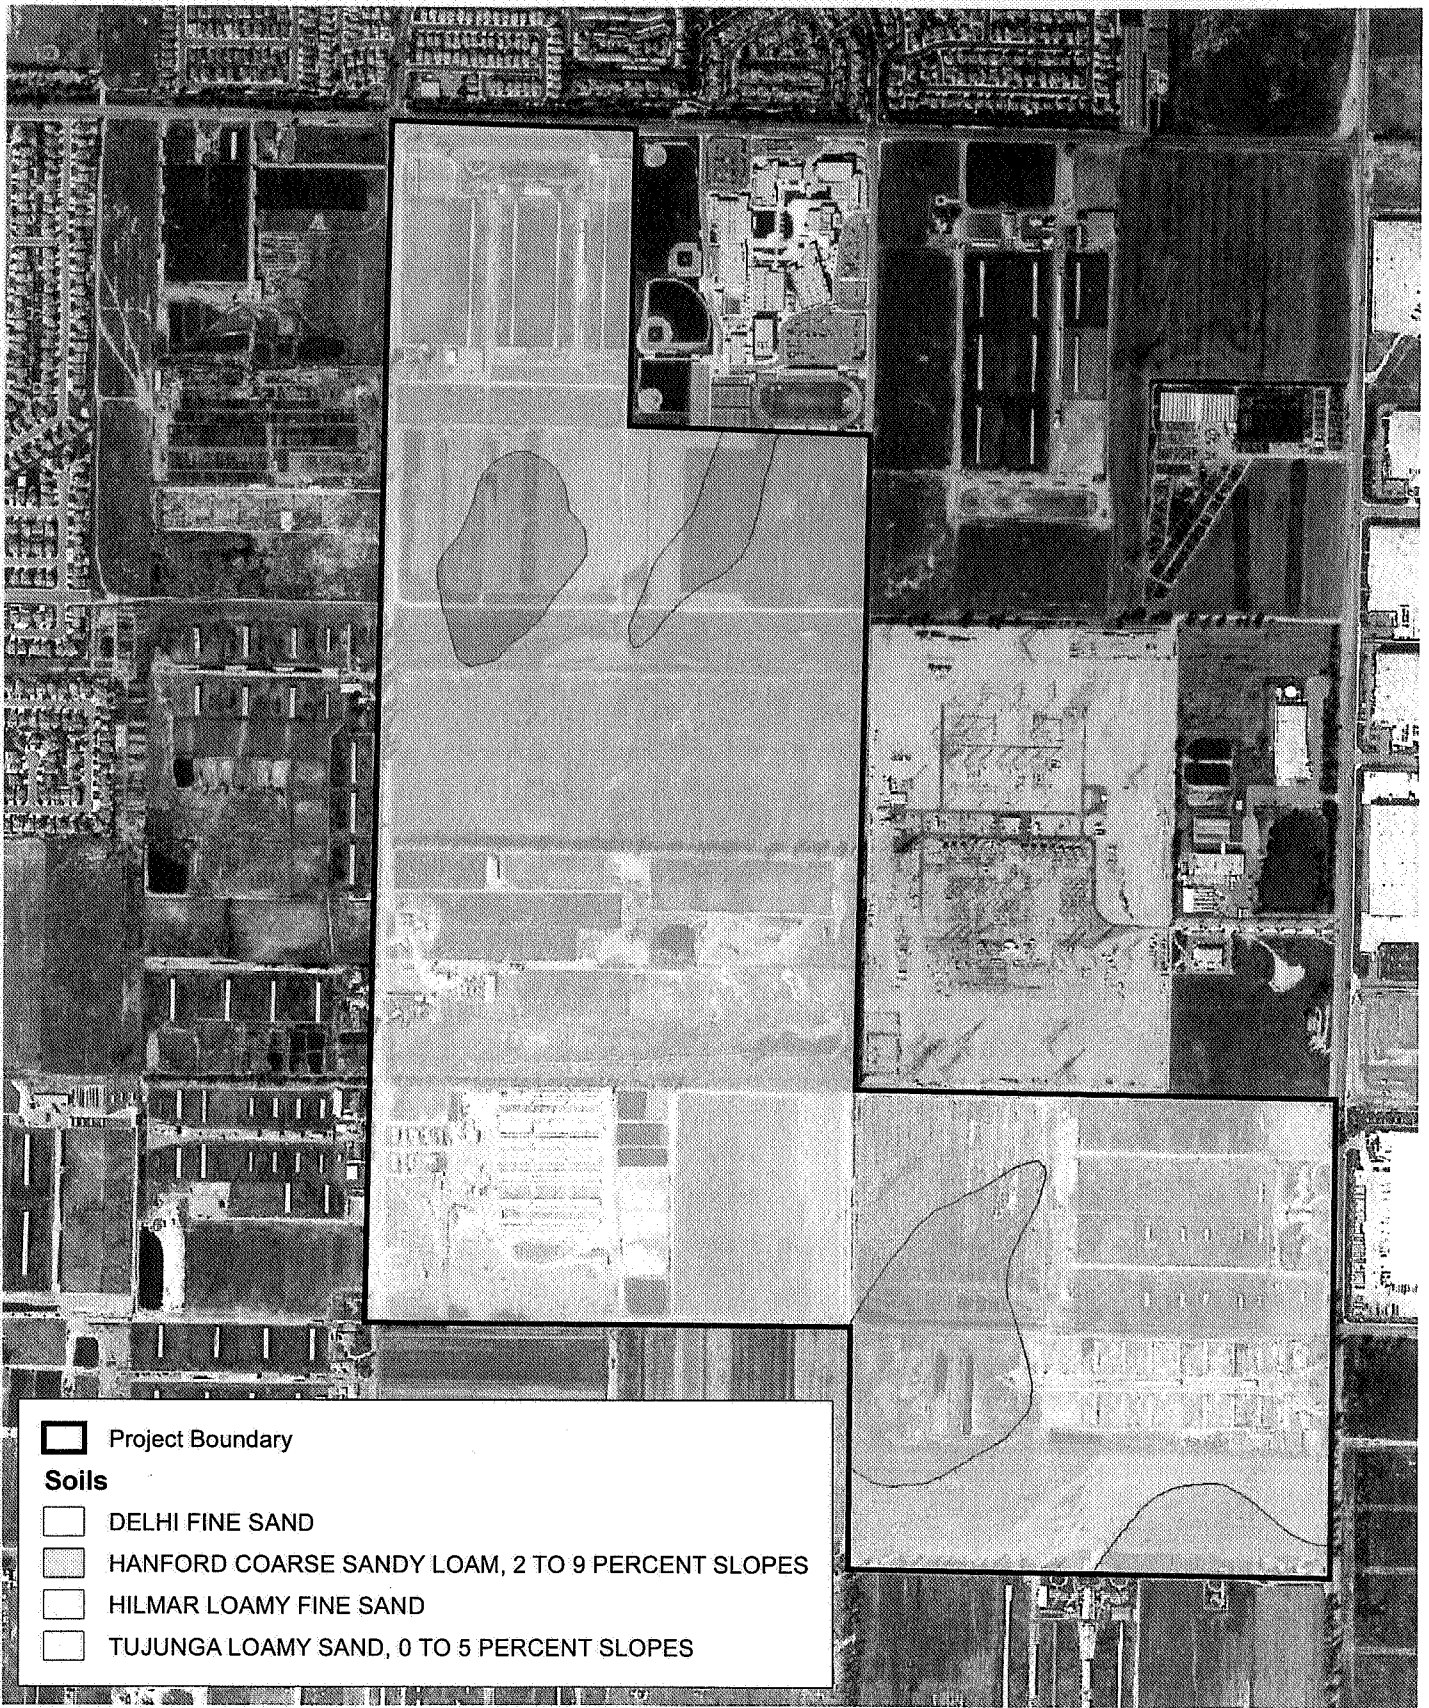 Project Boundary
Soils
DELHI FINE SAND
HANFORD COARSE SANDY LOAM, 2 TO 9 PERCENT SLOPES
HILMAR LOAMY FINE SAND
TUJUNGA LOAMY SAND, 0 TO 5 PERCENT SLOPES